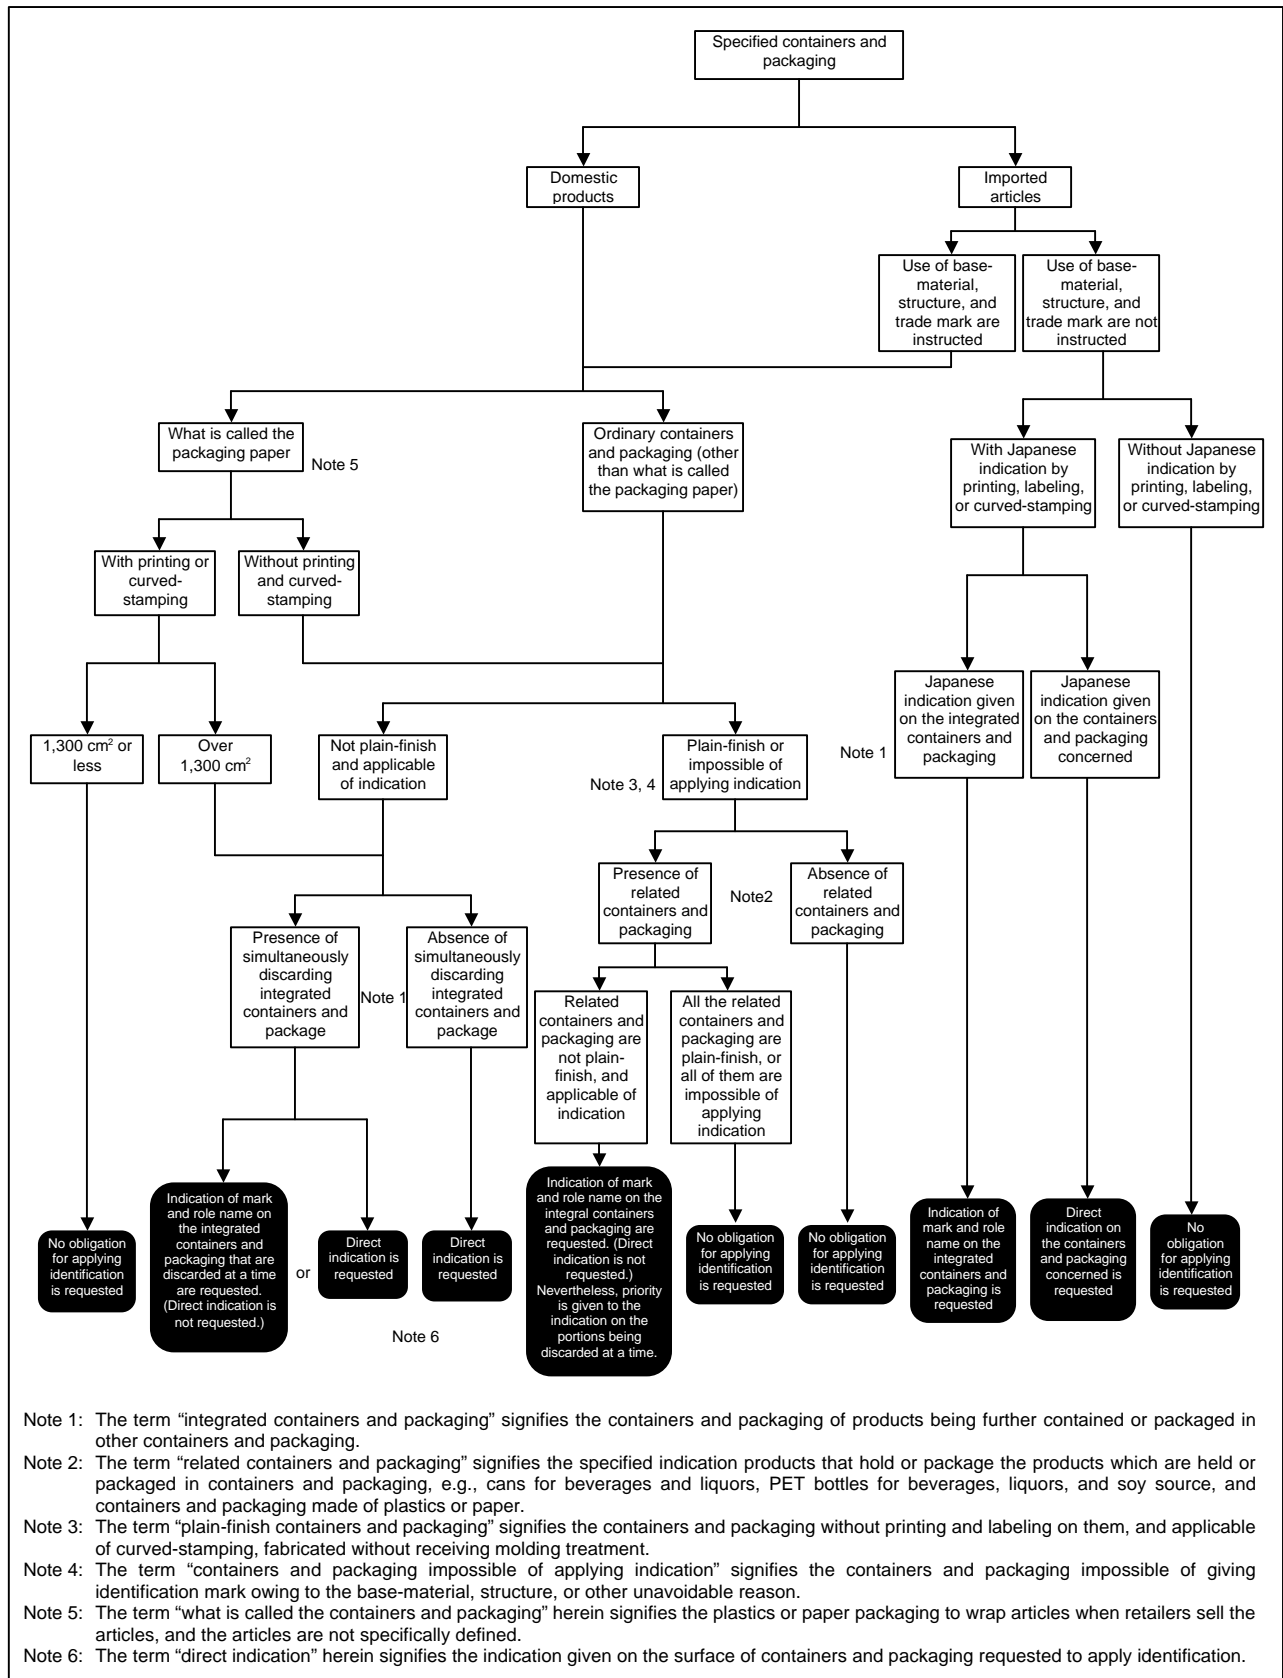 Specified containers and
packaging
Domestic
products
Imported
articles
Use of base-
material,
structure, and
trade mark are
instructed
Use of base-
material,
structure, and
trade mark are not
instructed
What is called the
packaging paper
Note 5
Ordinary containers
and packaging (other
than what is called
the packaging paper)
With Japanese
indication by
printing, labeling,
or curved-stamping
Without Japanese
indication by
printing, labeling,
or curved-stamping
With printing or
curved-
stamping
Without printing
and curved-
stamping
1,300 cm² or
less
Over
1,300 cm²
Not plain-finish
and applicable
of indication
Note 3, 4
Plain-finish or
impossible of
applying indication
Note 1
Japanese
indication given
on the integrated
containers and
packaging
Japanese
indication given
on the containers
and packaging
concerned
Presence of
related
containers and
packaging
Note2
Absence of
related
containers and
packaging
Presence of
simultaneously
discarding
integrated
containers and
package
Note 1
Absence of
simultaneously
discarding
integrated
containers and
package
Related
containers and
packaging are
not plain-
finish, and
applicable of
indication
All the related
containers and
packaging are
plain-finish, or
all of them are
impossible of
applying
indication
No obligation
for applying
identification
is requested
Indication of mark
and role name on
the integrated
containers and
packaging that are
discarded at a time
are requested.
(Direct indication is
not requested.)
or
Direct
indication is
requested
Direct
indication is
requested
Note 6
Indication of mark
and role name on the
integral containers
and packaging are
requested. (Direct
indication is not
requested.)
Nevertheless, priority
is given to the
indication on the
portions being
discarded at a time.
No obligation
for applying
identification
is requested
No obligation
for applying
identification
is requested
Indication of
mark and role
name on the
integrated
containers and
packaging is
requested
Direct
indication on
the containers
and packaging
concerned is
requested
No
obligation
for applying
identification
is requested
Note 1: The term “integrated containers and packaging” signifies the containers and packaging of products being further contained or packaged in
other containers and packaging.
Note 2: The term “related containers and packaging” signifies the specified indication products that hold or package the products which are held or
packaged in containers and packaging, e.g., cans for beverages and liquors, PET bottles for beverages, liquors, and soy source, and
containers and packaging made of plastics or paper.
Note 3: The term “plain-finish containers and packaging” signifies the containers and packaging without printing and labeling on them, and applicable
of curved-stamping, fabricated without receiving molding treatment.
Note 4: The term “containers and packaging impossible of applying indication” signifies the containers and packaging impossible of giving
identification mark owing to the base-material, structure, or other unavoidable reason.
Note 5: The term “what is called the containers and packaging” herein signifies the plastics or paper packaging to wrap articles when retailers sell the
articles, and the articles are not specifically defined.
Note 6: The term “direct indication” herein signifies the indication given on the surface of containers and packaging requested to apply identification.